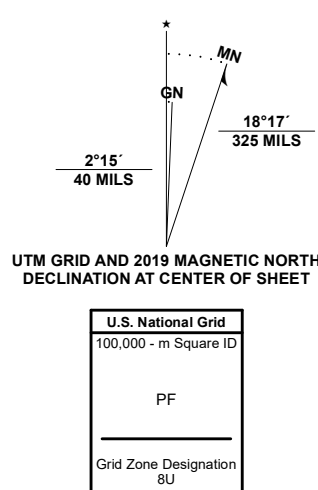 ★
MN
GN
18°17´
325 MILS
2°15´
40 MILS
UTM GRID AND 2019 MAGNETIC NORTH
DECLINATION AT CENTER OF SHEET
U.S. National Grid
100,000 - m Square ID
PF
Grid Zone Designation
8U